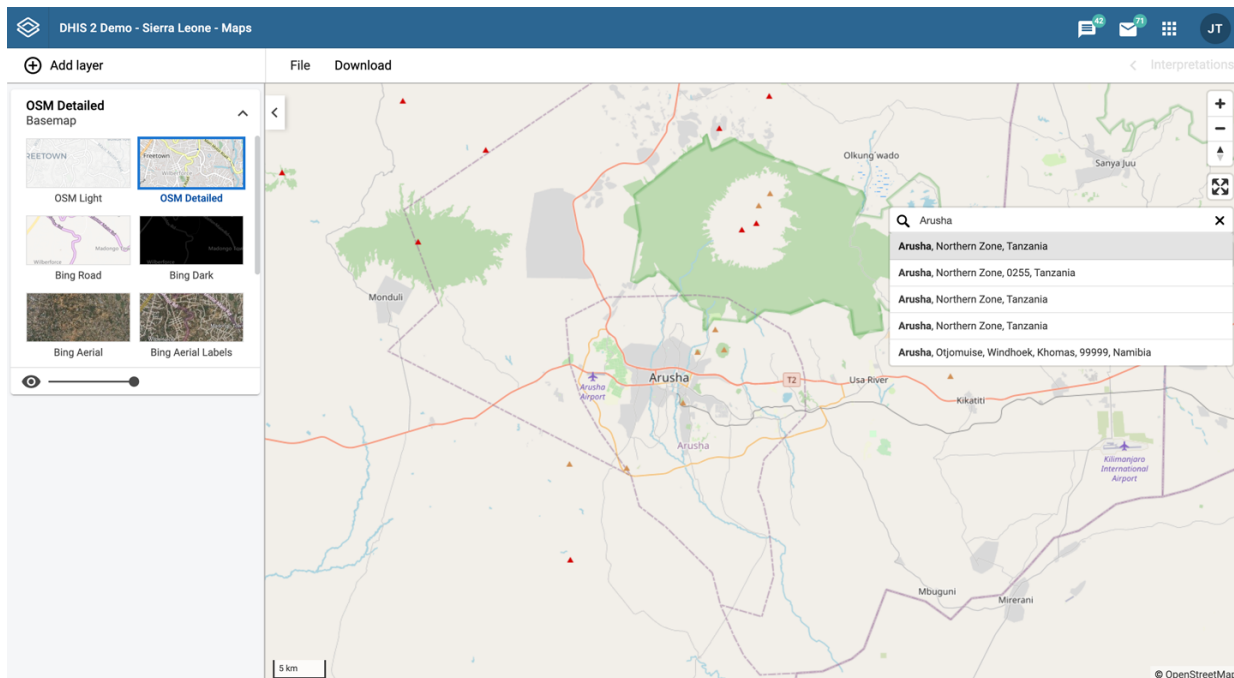 DHIS 2 Demo - Sierra Leone - Maps
42
71
JT
Add layer
File
Download
Interpretations
OSM Detailed
Basemap
REETOWN
Freetown
Wilberforce
OSM Light
OSM Detailed
Wilberforce
Bing Road
Bing Dark
Bing Aerial
Bing Aerial Labels
Olkung'wado
Sanya Juu
Arusha
Arusha, Northern Zone, Tanzania
Arusha, Northern Zone, 0255, Tanzania
Arusha, Northern Zone, Tanzania
Arusha, Northern Zone, Tanzania
Arusha, Otjomuise, Windhoek, Khomas, 99999, Namibia
Monduli
Arusha
Arusha
Airport
T2
Usa River
Kikatiti
Arusha
Kilimanjaro
International
Airport
Mbuguni
Mirerani
5 km
© OpenStreetMap